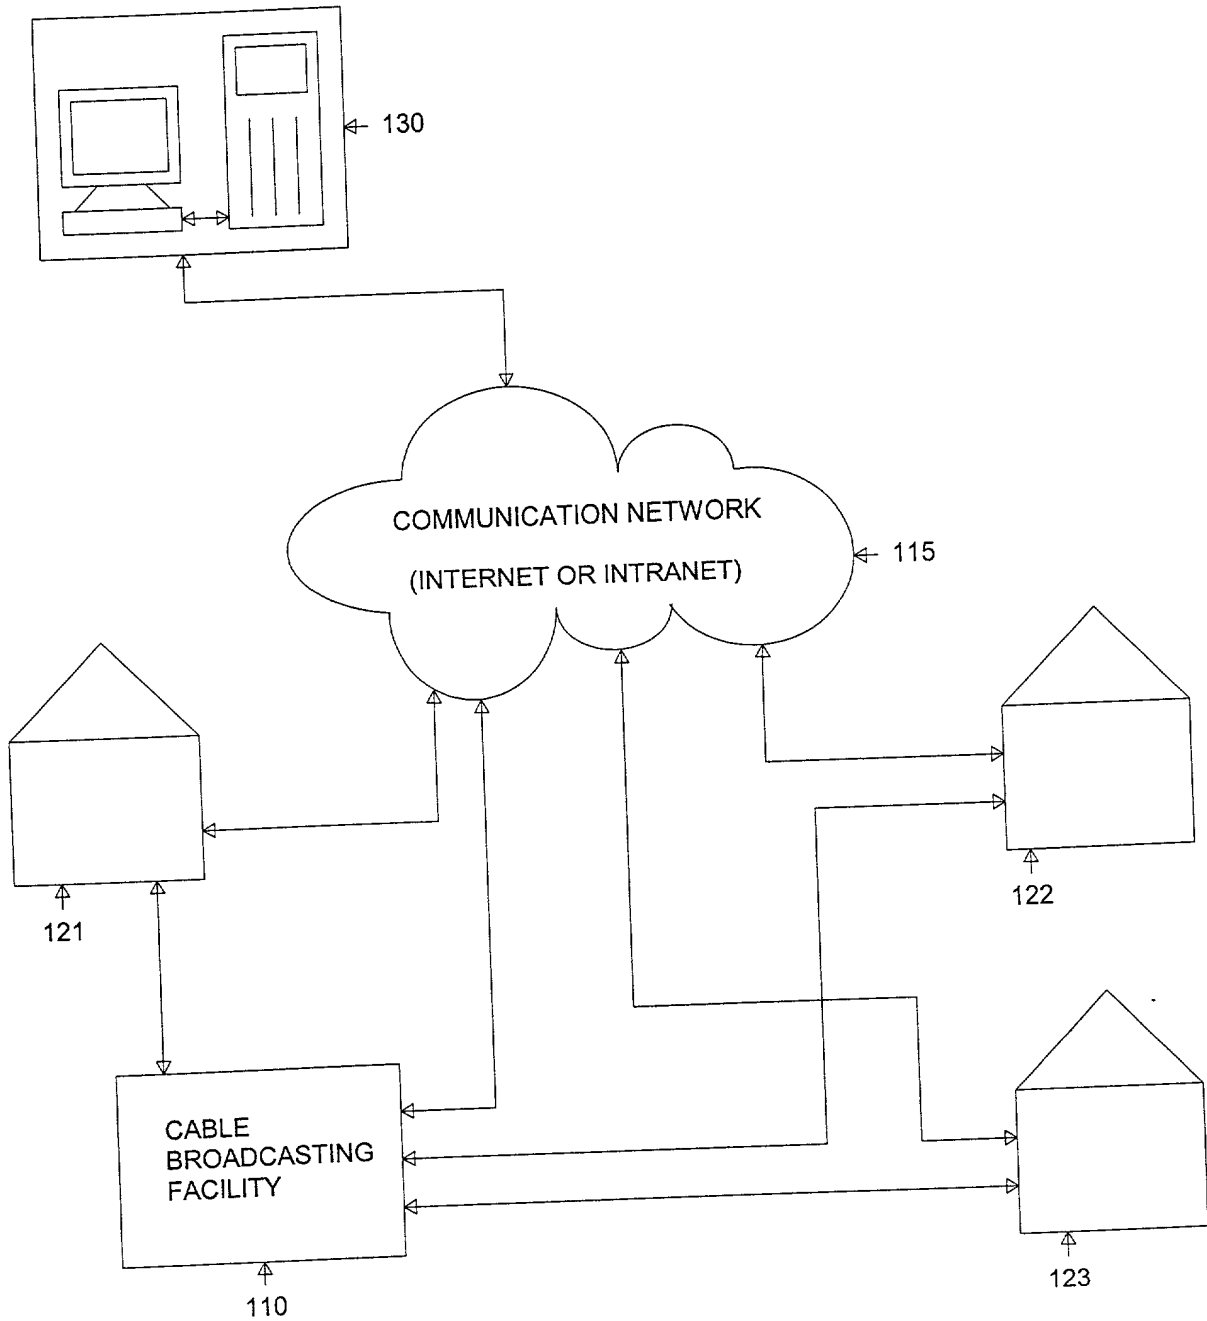 130
COMMUNICATION NETWORK
(INTERNET OR INTRANET)
115
121
122
CABLE
BROADCASTING
FACILITY
110
123